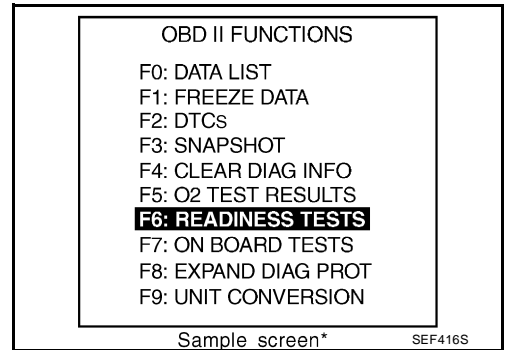 OBD II FUNCTIONS
F0: DATA LIST
F1: FREEZE DATA
F2: DTCs
F3: SNAPSHOT
F4: CLEAR DIAG INFO
F5: O2 TEST RESULTS
F6: READINESS TESTS
F7: ON BOARD TESTS
F8: EXPAND DIAG PROT
F9: UNIT CONVERSION
Sample screen*
SEF416S